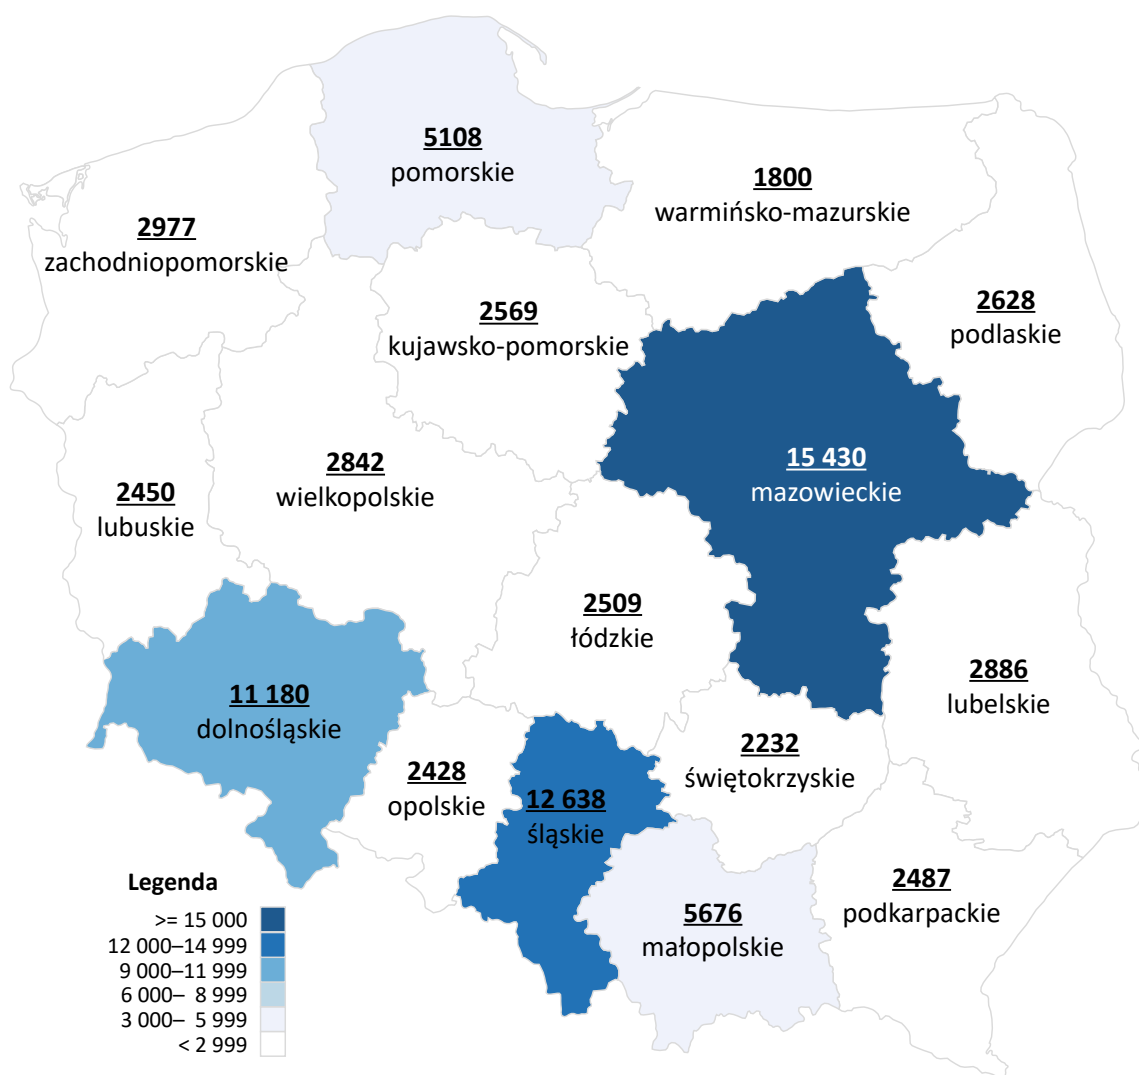 5108
pomorskie
1800
warmińsko-mazurskie
2977
zachodniopomorskie
2569
kujawsko-pomorskie
2628
podlaskie
2842
wielkopolskie
15 430
mazowieckie
2450
lubuskie
2509
łódzkie
2886
lubelskie
11 180
dolnośląskie
2232
świętokrzyskie
2428
opolskie
12 638
śląskie
2487
podkarpackie
5676
małopolskie
Legenda
>= 15 000
12 000–14 999
9 000–11 999
6 000– 8 999
3 000– 5 999
< 2 999